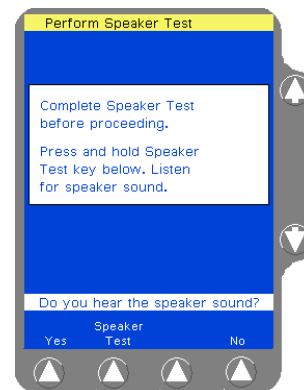 Perform Speaker Test
Complete Speaker Test
before proceeding.
Press and hold Speaker
Test key below. Listen
for speaker sound.
Do you hear the speaker sound?
Speaker
Yes Test No